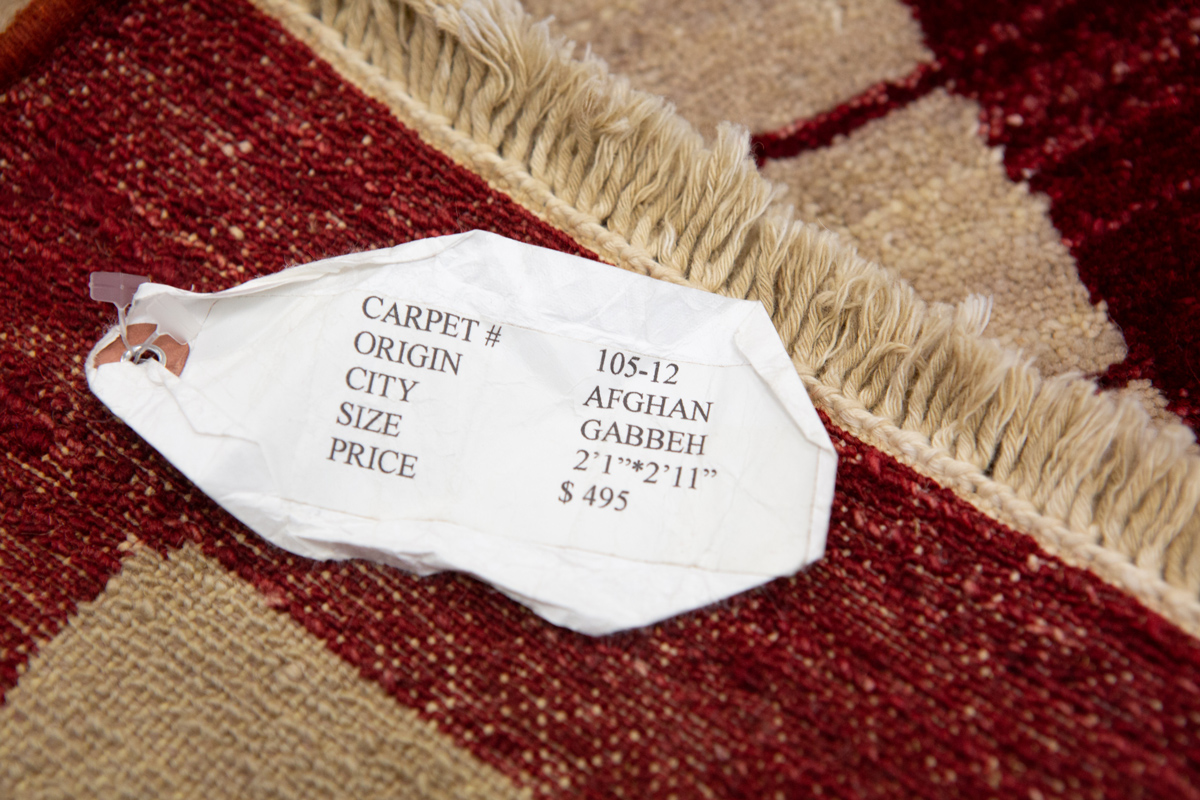 CARPET # 105-12
ORIGIN AFGHAN
CITY GABBEH
SIZE 2’1”*2’11”
PRICE $ 495